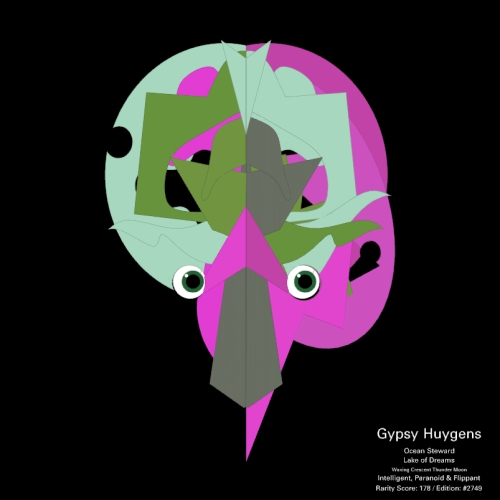 Gypsy Huygens
Ocean Steward
Lake of Dreams
Waxing Crescent Thunder Moon
Intelligent, Paranoid & Flippant
Rarity Score: 178 / Edition: #2749